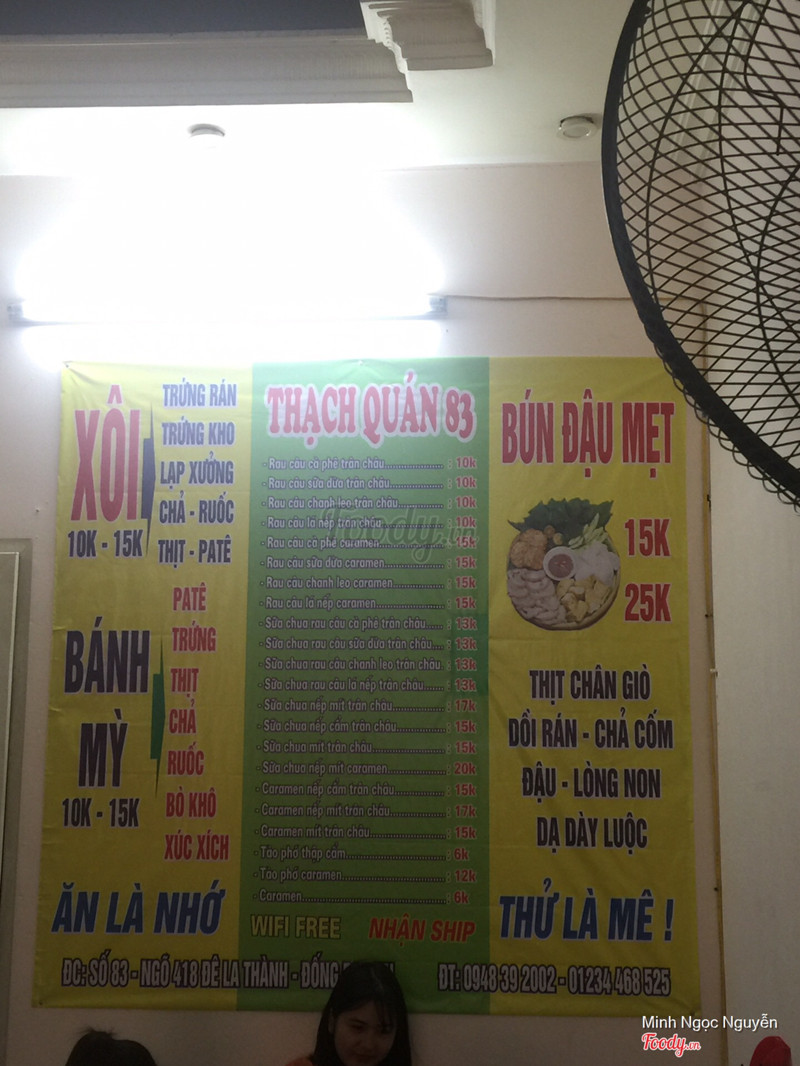 XÔI
10K - 15K
TRỨNG RÁN
TRỨNG KHO
LẠP XƯỞNG
CHẢ - RUỐC
THỊT - PATÊ
BÁNH
MỲ
10K - 15K
PATÊ
TRỨNG
THỊT
CHẢ
RUỐC
BÒ KHÔ
XÚC XÍCH
ĂN LÀ NHỚ
THẠCH QUÁN 83
- Rau câu cà phê trân châu.................... : 10k
- Rau câu sữa dừa trân châu.................. : 10k
- Rau câu chanh leo trân châu.............. : 10k
- Rau câu lá nếp trân châu.................... : 10k
- Rau câu cà phê caramen..................... : 15k
- Rau câu sữa dừa caramen................... : 15k
- Rau câu chanh leo caramen................ : 15k
- Rau câu lá nếp caramen...................... : 15k
- Sữa chua rau câu cà phê trân châu...... : 13k
- Sữa chua rau câu sữa dừa trân châu.... : 13k
- Sữa chua rau câu chanh leo trân châu : 13k
- Sữa chua rau câu lá nếp trân châu....... : 13k
- Sữa chua nếp mít trân châu................. : 17k
- Sữa chua nếp cẩm trân châu................ : 15k
- Sữa chua mít trân châu........................ : 15k
- Sữa chua nếp mít caramen................... : 20k
- Caramen nếp cẩm trân châu................. : 15k
- Caramen nếp mít trân châu.................. : 17k
- Caramen mít trân châu......................... : 15k
- Tào phớ thập cẩm................................. : 6k
- Tào phớ caramen................................... : 12k
- Caramen................................................ : 6k
WIFI FREE NHẬN SHIP
BÚN ĐẬU MẸT
15K
25K
THỊT CHÂN GIÒ
DỒI RÁN - CHẢ CỐM
ĐẬU - LÒNG NON
DẠ DÀY LUỘC
THỬ LÀ MÊ !
ĐC: SỐ 83 - NGÕ 418 ĐÊ LA THÀNH - ĐỐNG
ĐT: 0948 39 2002 - 01234 468 525
Foody.vn
Minh Ngọc Nguyễn
Foody.vn